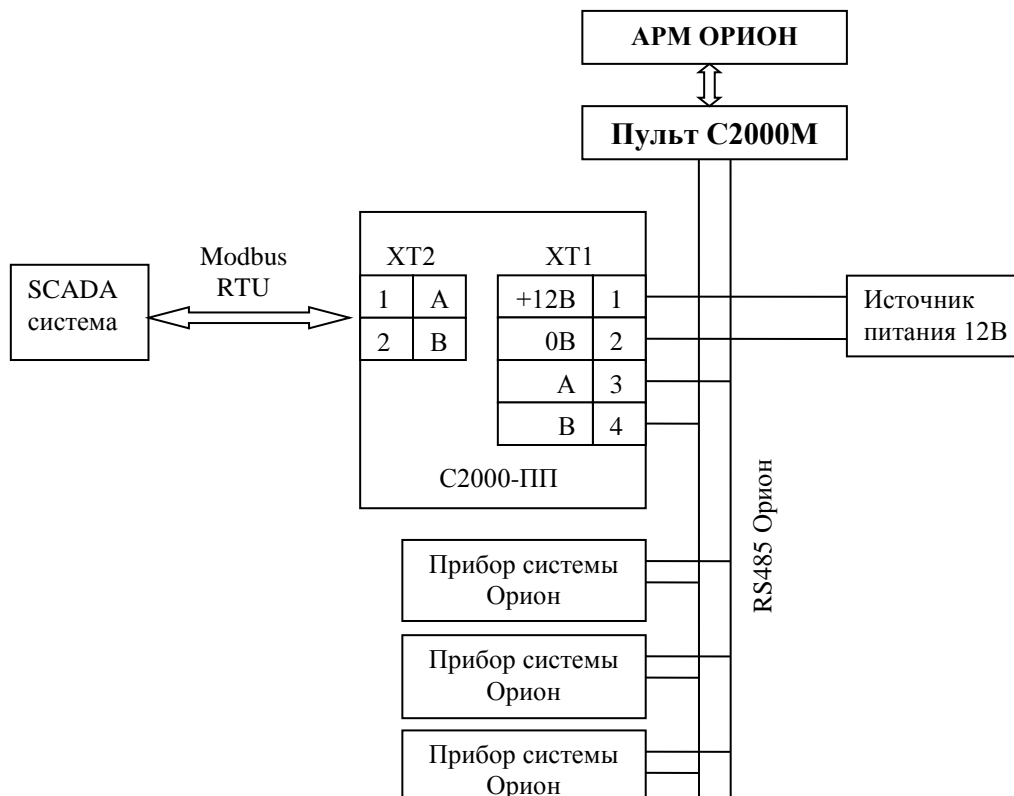 АРМ ОРИОН
Пульт С2000М
SCADA
система
Modbus
RTU
XT2
1 A
2 B
XT1
+12В 1
0В 2
A 3
B 4
С2000-ПП
Источник
питания 12В
RS485 Орион
Прибор системы
Орион
Прибор системы
Орион
Прибор системы
Орион